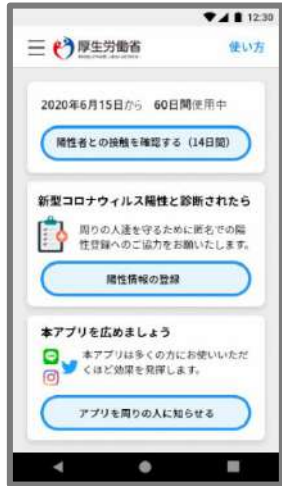 12:30
厚生労働省
使い方
2020年6月15日から 60日間使用中
陽性者との接触を確認する（14日間）
新型コロナウィルス陽性と診断されたら
周りの人達を守るために匿名での陽
性登録へのご協力をお願いいたします。
陽性情報の登録
本アプリを広めましょう
本アプリは多くの方にお使いいただ
くほど効果を発揮します。
アプリを周りの人に知らせる